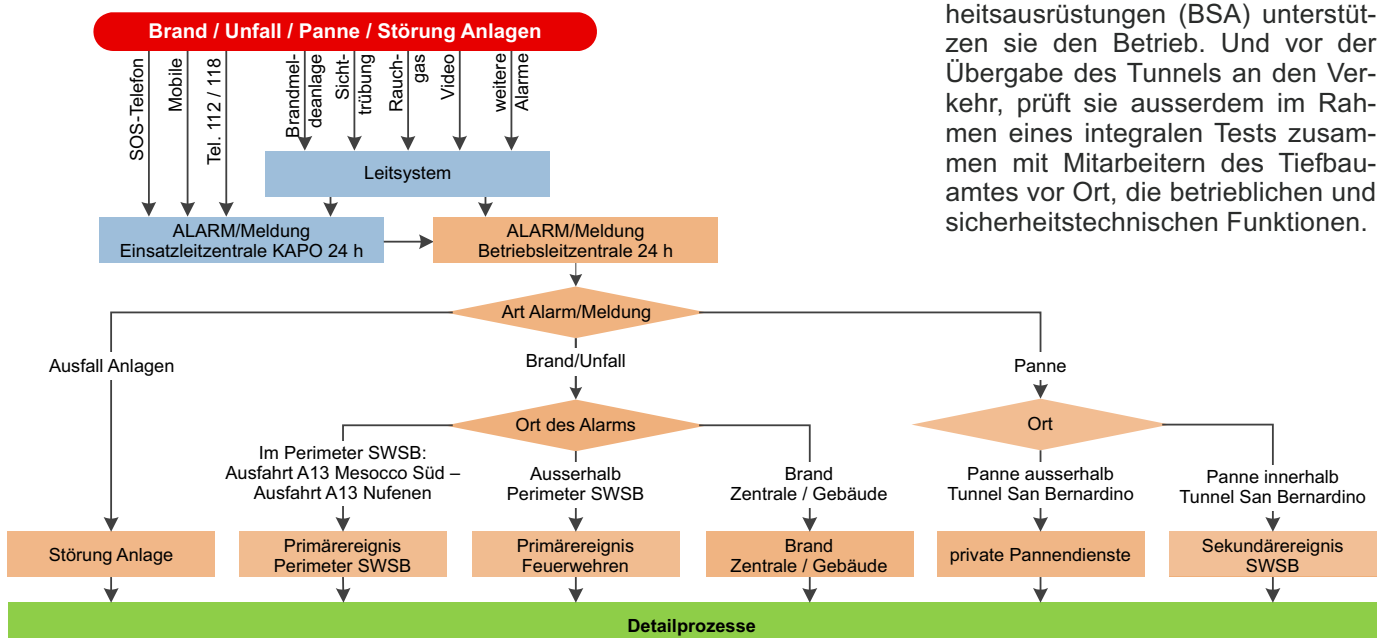 Brand / Unfall / Panne / Störung Anlagen
SOS-Telefon
Mobile
Tel. 112 / 118
Brandmel-
deanlage
Sicht-
trübung
Rauch-
gas
Video
weitere
Alarme
Leitsystem
ALARM/Meldung
Einsatzleitzentrale KAPO 24 h
ALARM/Meldung
Betriebsleitzentrale 24 h
Art Alarm/Meldung
Ausfall Anlagen
Brand/Unfall
Panne
Ort des Alarms
Ort
Im Perimeter SWSB:
Ausfahrt A13 Mesocco Süd –
Ausfahrt A13 Nufenen
Ausserhalb
Perimeter SWSB
Brand
Zentrale / Gebäude
Panne ausserhalb
Tunnel San Bernardino
Panne innerhalb
Tunnel San Bernardino
Störung Anlage
Primärereignis
Perimeter SWSB
Primärereignis
Feuerwehren
Brand
Zentrale / Gebäude
private Pannendienste
Sekundärereignis
SWSB
Detailprozesse
heitsausrüstungen (BSA) unterstüt-
zen sie den Betrieb. Und vor der
Übergabe des Tunnels an den Ver-
kehr, prüft sie ausserdem im Rah-
men eines integralen Tests zusam-
men mit Mitarbeitern des Tiefbau-
amtes vor Ort, die betrieblichen und
sicherheitstechnischen Funktionen.